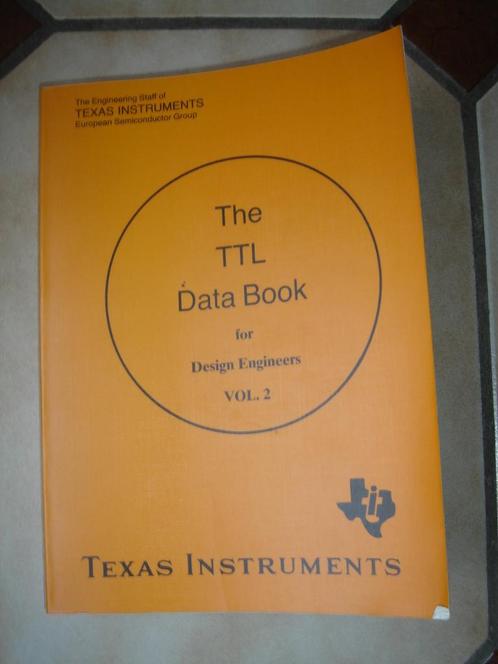 The Engineering Staff of
TEXAS INSTRUMENTS
European Semiconductor Group
The
TTL
Data Book
for
Design Engineers
VOL. 2
ti
TEXAS INSTRUMENTS